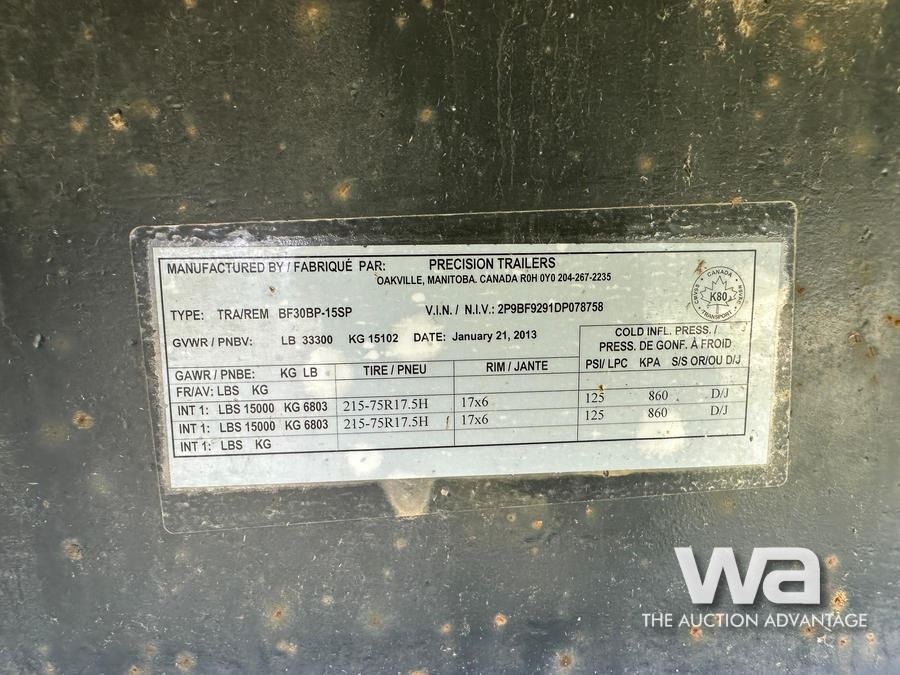 MANUFACTURED BY / FABRIQUÉ PAR: PRECISION TRAILERS
OAKVILLE, MANITOBA. CANADA R0H 0Y0 204-267-2235
CANADA
K80
TRANSPORT
TYPE: TRA/REM BF30BP-15SP V.I.N. / N.I.V.: 2P9BF9291DP078758
GVWR / PNBV: LB 33300 KG 15102 DATE: January 21, 2013
COLD INFL. PRESS. /
PRESS. DE GONF. À FROID
GAWR / PNBE: KG LB TIRE / PNEU RIM / JANTE PSI/ LPC KPA S/S OR/OU D/J
FR/AV: LBS KG
INT 1: LBS 15000 KG 6803 215-75R17.5H 17x6 125 860 D/J
INT 1: LBS 15000 KG 6803 215-75R17.5H 17x6 125 860 D/J
INT 1: LBS KG
wa
THE AUCTION ADVANTAGE